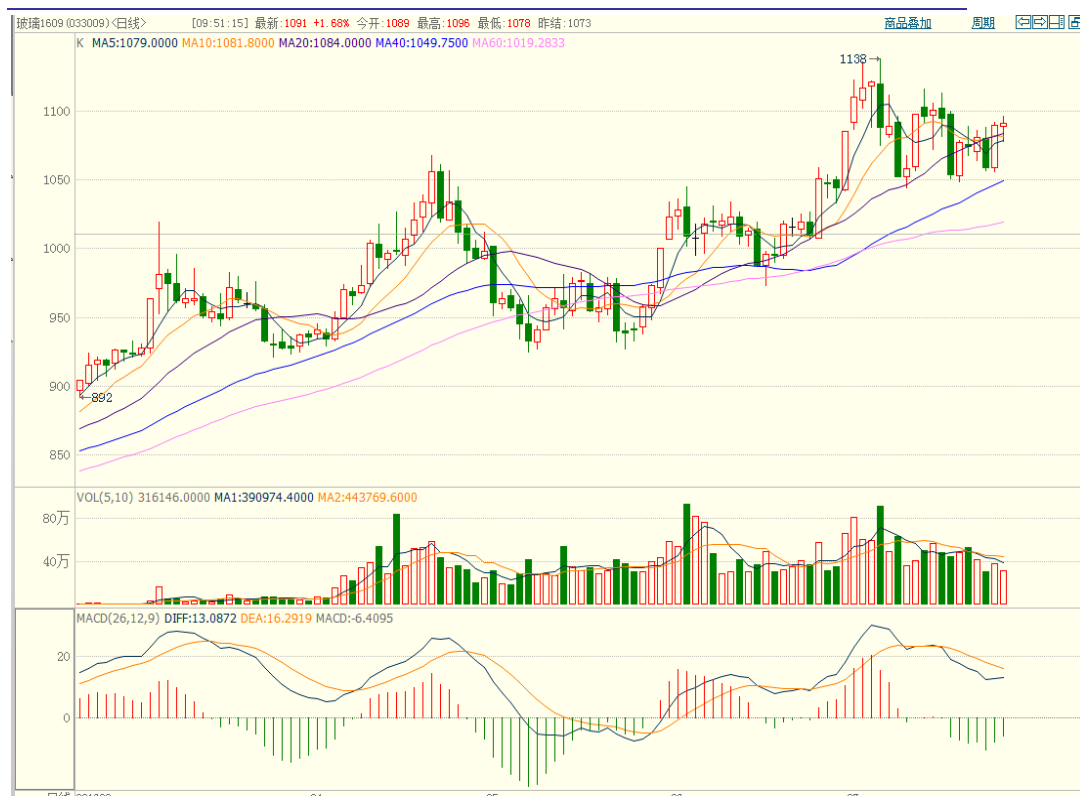 玻璃1609(033009)<日线> [09:51:15] 最新:1091 +1.68% 今开:1089 最高:1096 最低:1078 昨结:1073 商品叠加 周期
K MA5:1079.0000 MA10:1081.8000 MA20:1084.0000 MA40:1049.7500 MA60:1019.2833
1138
1100
1050
1000
950
900
892
850
VOL(5,10) 316146.0000 MA1:390974.4000 MA2:443769.6000
80万
40万
MACD(26,12,9) DIFF:13.0872 DEA:16.2919 MACD:-6.4095
20
0